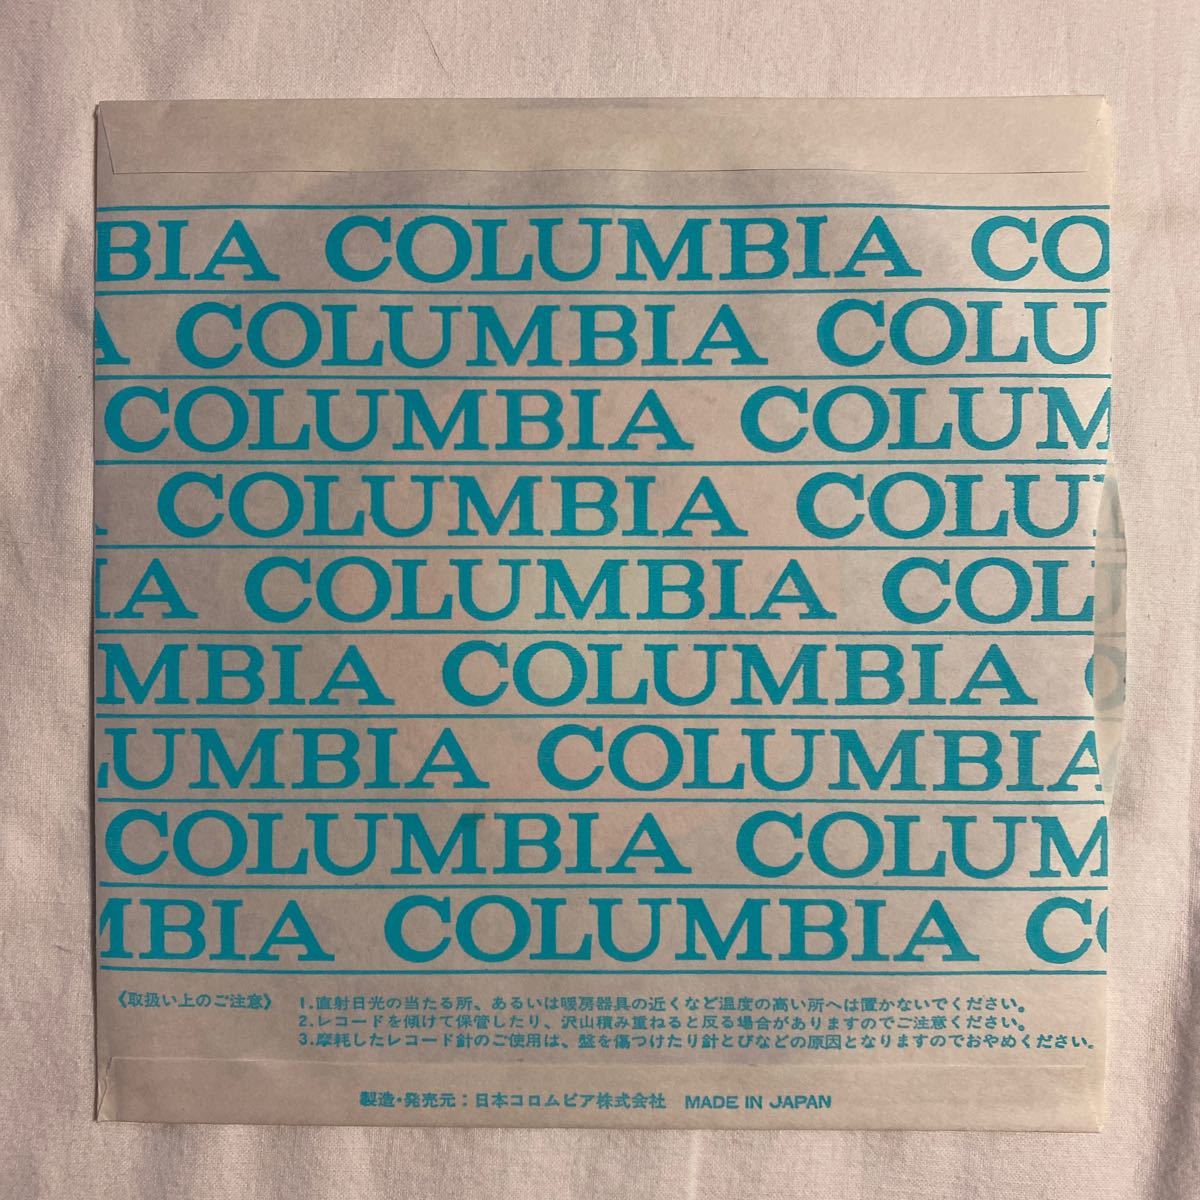 BIA COLUMBIA CO
A COLUMBIA COLU
COLUMBIA COLUM
COLUMBIA COLU
IA COLUMBIA COL
MBIA COLUMBIA C
LUMBIA COLUMBIA
COLUMBIA COLUM
MBIA COLUMBIA CO
《取扱い上のご注意》 1.直射日光の当たる所、あるいは暖房器具の近くなど温度の高い所へは置かないでください。
2.レコードを傾けて保管したり、沢山積み重ねると反る場合がありますのでご注意ください。
3.摩耗したレコード針のご使用は、盤を傷つけたり針とびなどの原因となりますのでおやめください。
製造・発売元：日本コロムビア株式会社 MADE IN JAPAN